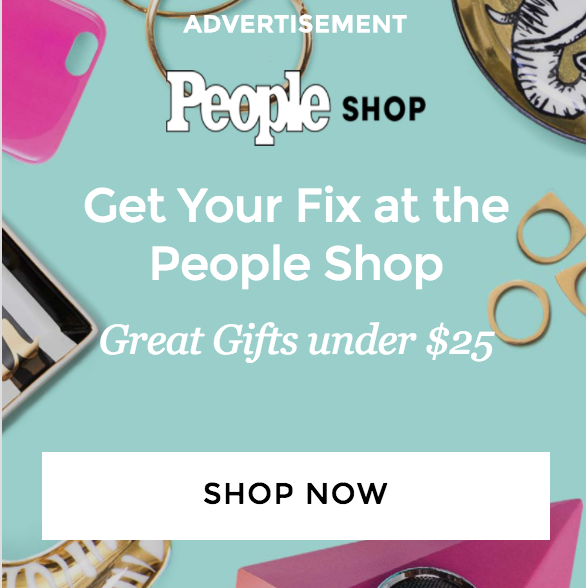 ADVERTISEMENT
People SHOP
Get Your Fix at the
People Shop
Great Gifts under $25
SHOP NOW